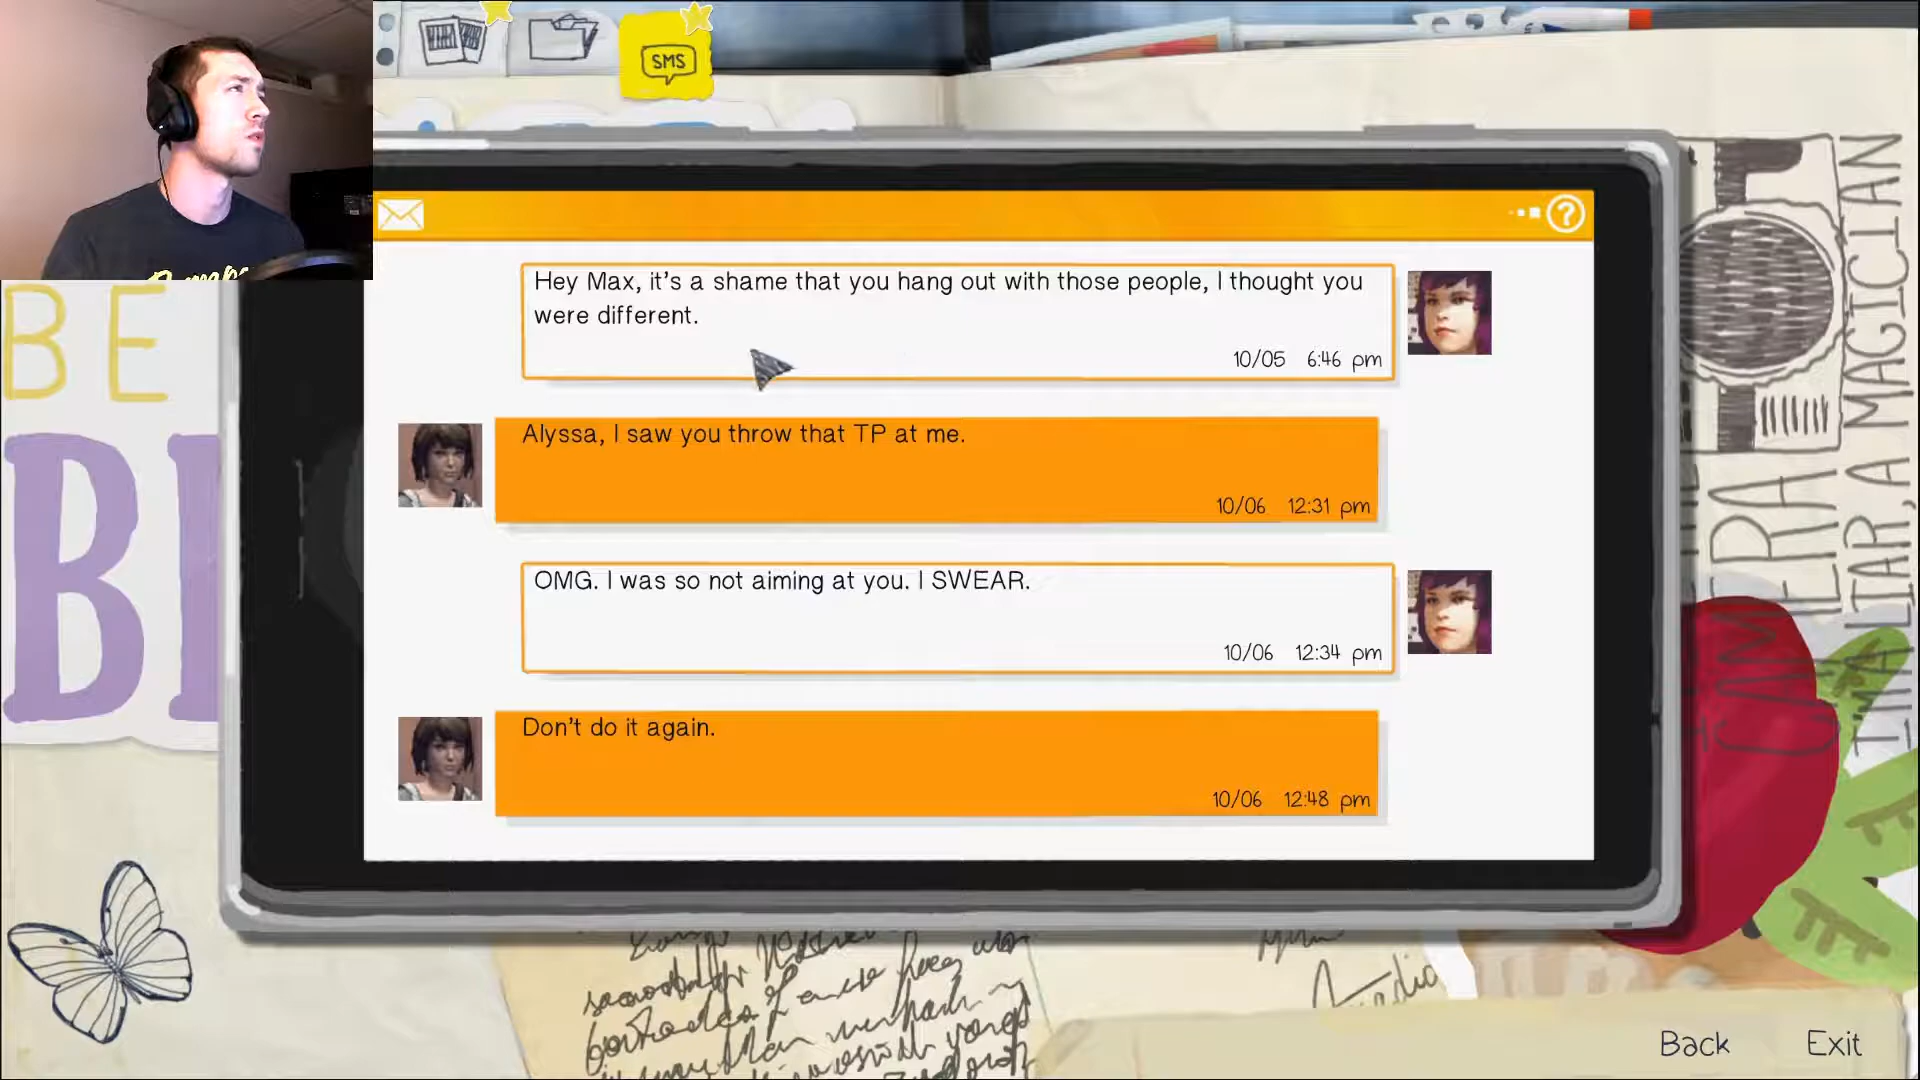 SMS
Hey Max, it's a shame that you hang out with those people, I thought you
were different.
10/05 6:46 pm
Alyssa, I saw you throw that TP at me.
10/06 12:31 pm
OMG. I was so not aiming at you. I SWEAR.
10/06 12:34 pm
Don't do it again.
10/06 12:48 pm
BE
CAMERA
LIAR, A MAGICIAN
Back
Exit